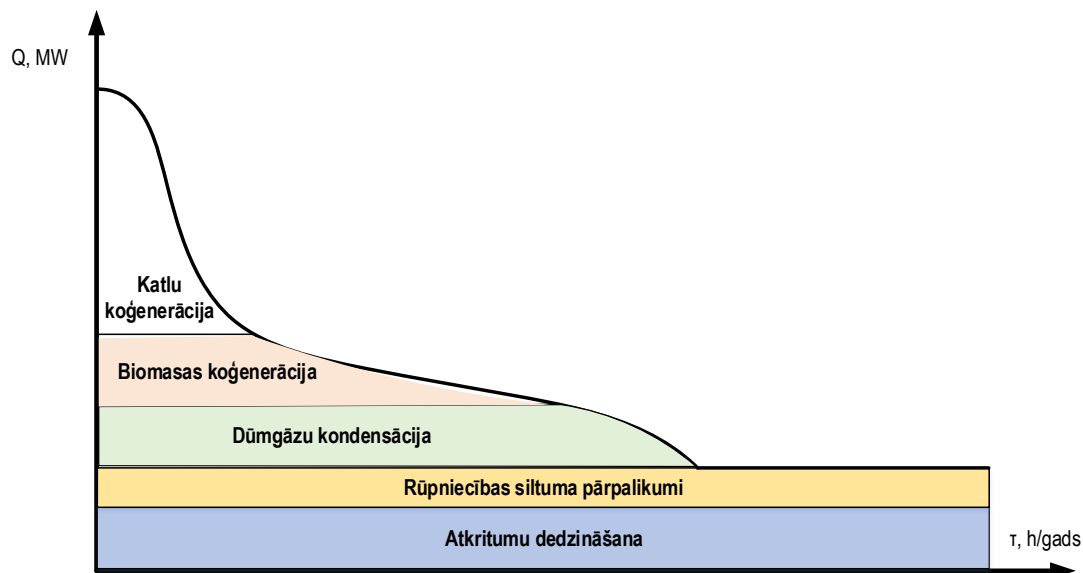 Q, MW
Katlu
koģenerācija
Biomasas koģenerācija
Dūmgāzu kondensācija
Rūpniecības siltuma pārpalikumi
Atkritumu dedzināšana
τ, h/gads